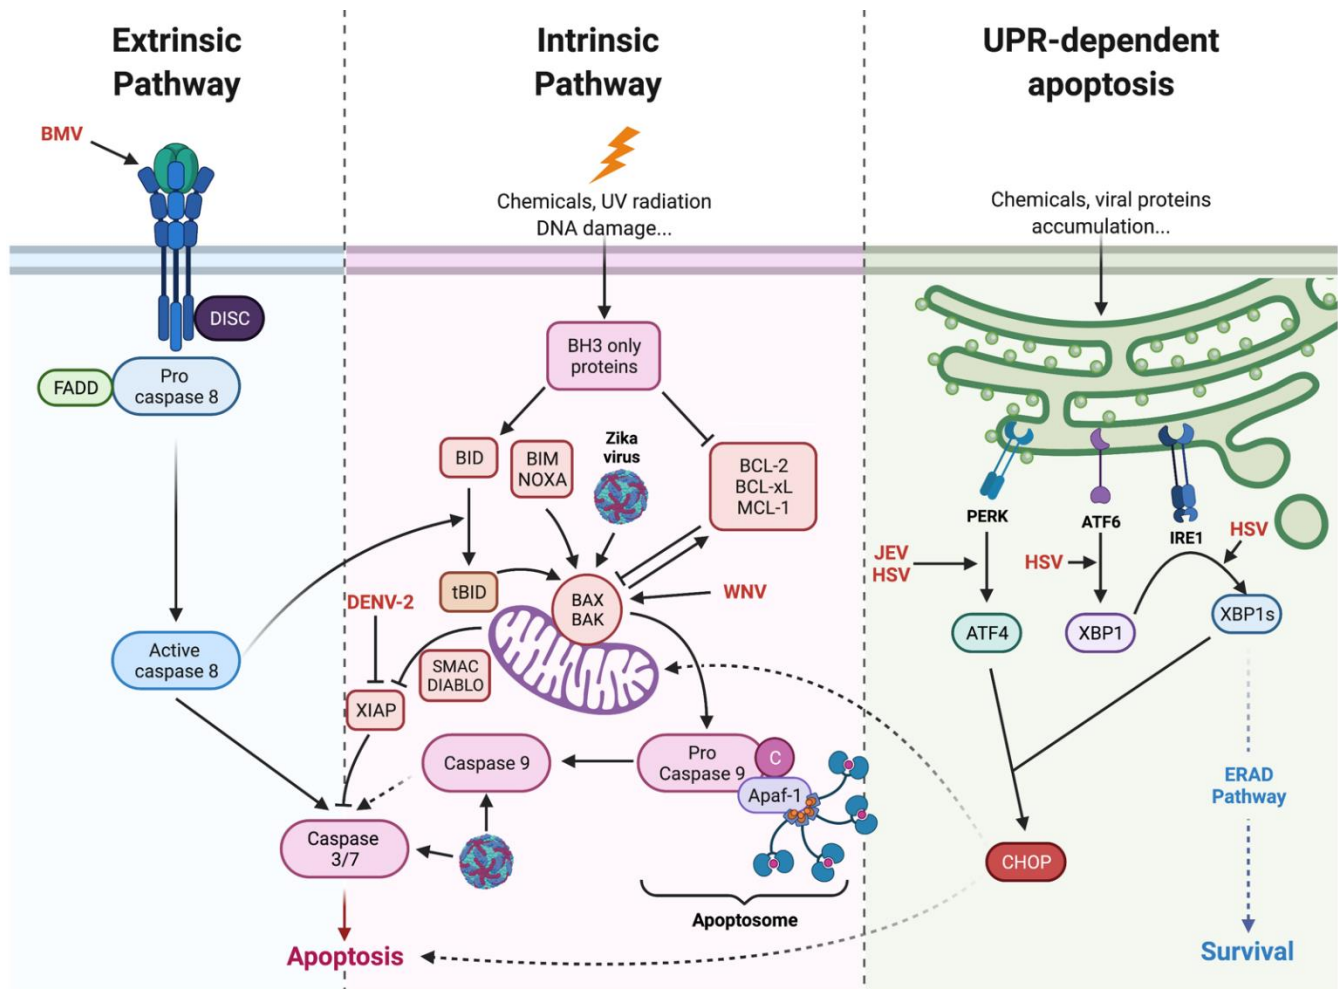 Extrinsic
Pathway
Intrinsic
Pathway
UPR-dependent
apoptosis
BMV
Chemicals, UV radiation
DNA damage...
Chemicals, viral proteins
accumulation...
DISC
FADD
Pro
caspase 8
BH3 only
proteins
BID
BIM
NOXA
Zika
virus
BCL-2
BCL-xL
MCL-1
PERK
ATF6
IRE1
HSV
JEV
HSV
HSV
tBID
BAX
BAK
WNV
DENV-2
ATF4
XBP1
XBP1s
Active
caspase 8
SMAC
DIABLO
XIAP
Caspase 9
Pro
Caspase 9
C
Apaf-1
ERAD
Pathway
Caspase
3/7
CHOP
Apoptosome
Apoptosis
Survival